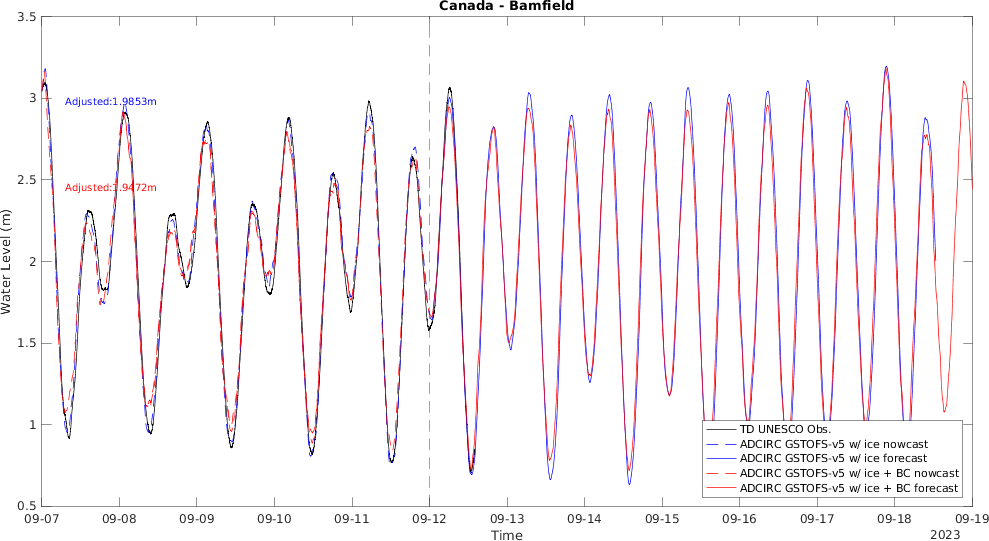 Canada - Bamfield
3.5
3
2.5
2
1.5
1
0.5
Water Level (m)
Adjusted:1.9853m
Adjusted:1.9472m
TD UNESCO Obs.
ADCIRC GSTOFS-v5 w/ ice nowcast
ADCIRC GSTOFS-v5 w/ ice forecast
ADCIRC GSTOFS-v5 w/ ice + BC nowcast
ADCIRC GSTOFS-v5 w/ ice + BC forecast
09-07 09-08 09-09 09-10 09-11 09-12 09-13 09-14 09-15 09-16 09-17 09-18 09-19
Time
2023